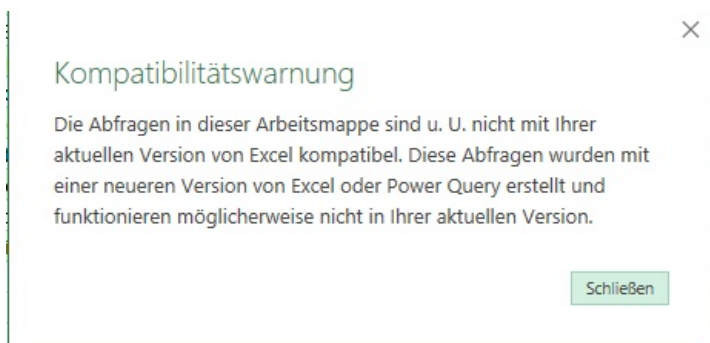 Kompatibilitätswarnung
Die Abfragen in dieser Arbeitsmappe sind u. U. nicht mit Ihrer
aktuellen Version von Excel kompatibel. Diese Abfragen wurden mit
einer neueren Version von Excel oder Power Query erstellt und
funktionieren möglicherweise nicht in Ihrer aktuellen Version.
Schließen